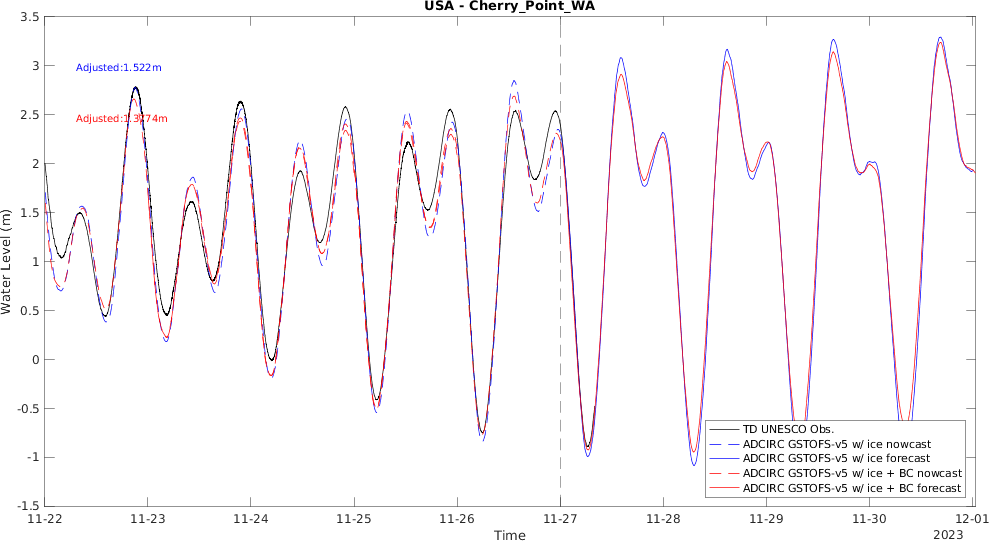 USA - Cherry_Point_WA
3.5
3
2.5
2
1.5
1
0.5
0
-0.5
-1
-1.5
Water Level (m)
Adjusted:1.522m
Adjusted:1.3874m
TD UNESCO Obs.
ADCIRC GSTOFS-v5 w/ ice nowcast
ADCIRC GSTOFS-v5 w/ ice forecast
ADCIRC GSTOFS-v5 w/ ice + BC nowcast
ADCIRC GSTOFS-v5 w/ ice + BC forecast
11-22 11-23 11-24 11-25 11-26 11-27 11-28 11-29 11-30 12-01
Time
2023